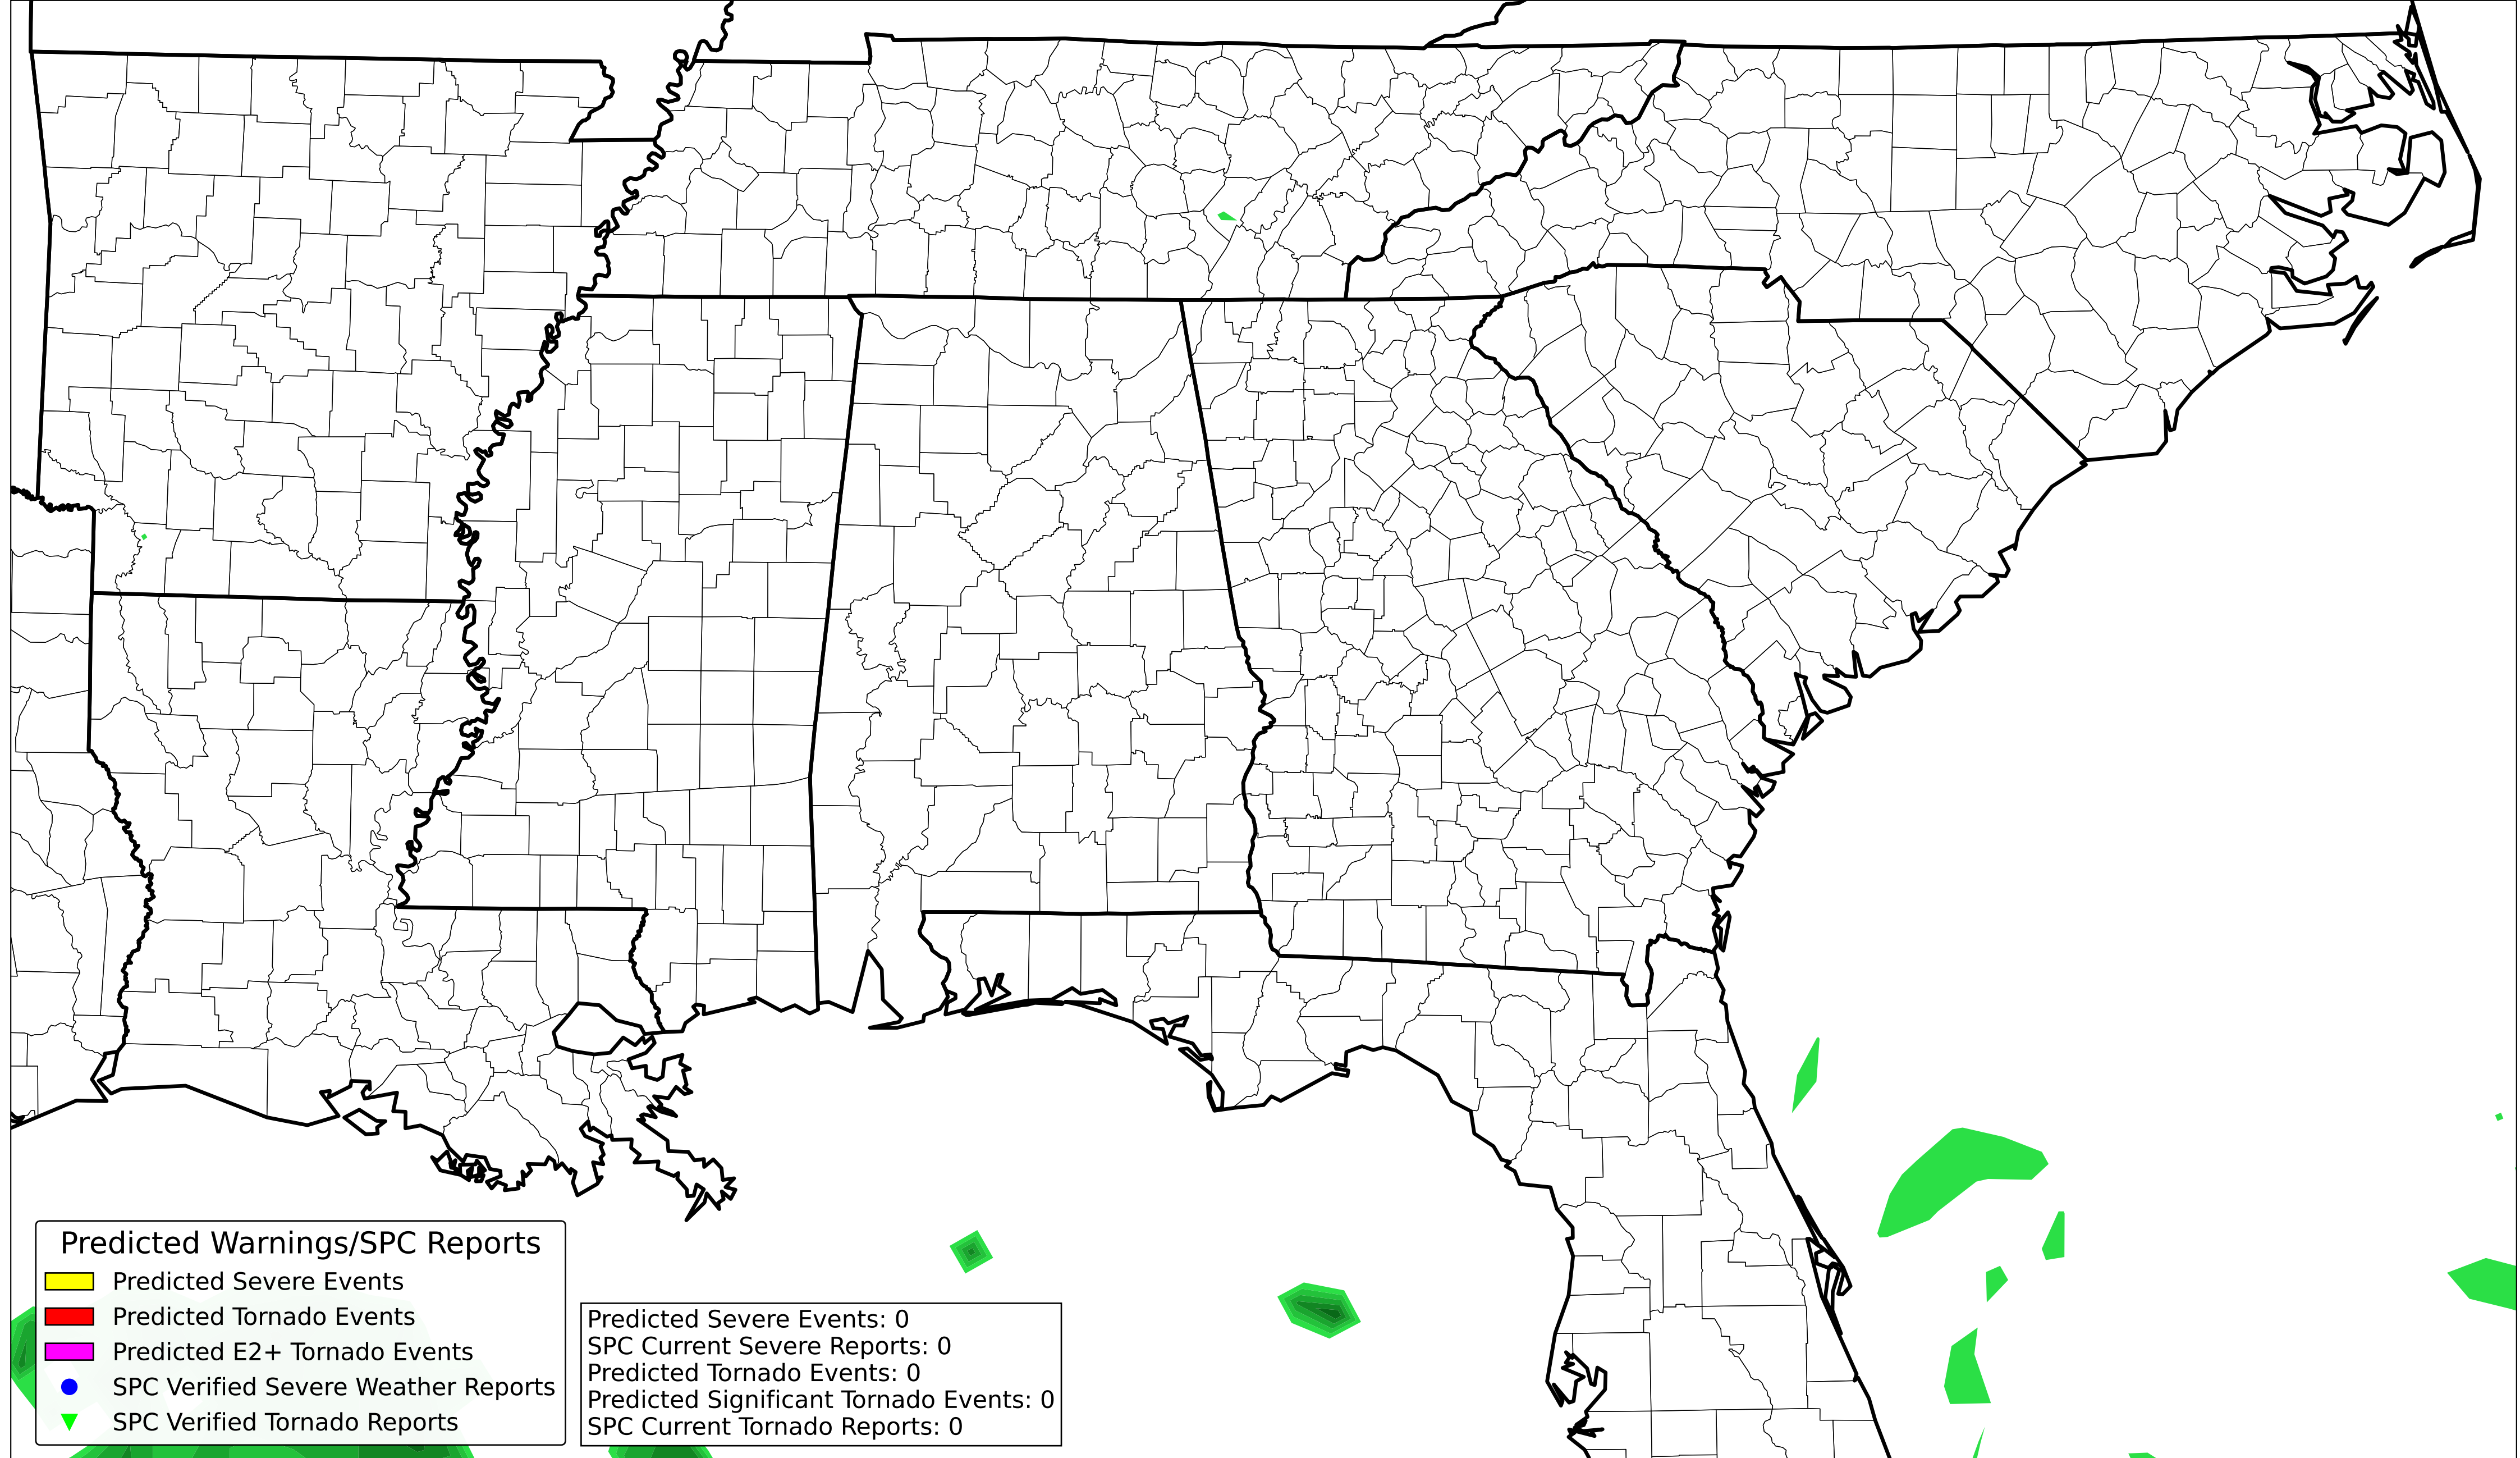 Predicted Warnings/SPC Reports
Predicted Severe Events
Predicted Tornado Events
Predicted E2+ Tornado Events
SPC Verified Severe Weather Reports
SPC Verified Tornado Reports
Predicted Severe Events: 0
SPC Current Severe Reports: 0
Predicted Tornado Events: 0
Predicted Significant Tornado Events: 0
SPC Current Tornado Reports: 0